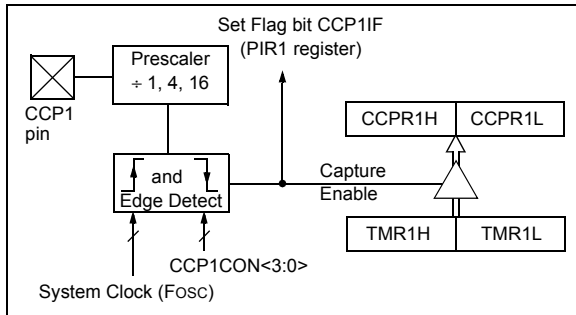 Set Flag bit CCP1IF
(PIR1 register)
Prescaler
÷ 1, 4, 16
CCP1
pin
CCPR1H CCPR1L
and
Edge Detect
Capture
Enable
TMR1H TMR1L
CCP1CON<3:0>
System Clock (FOSC)